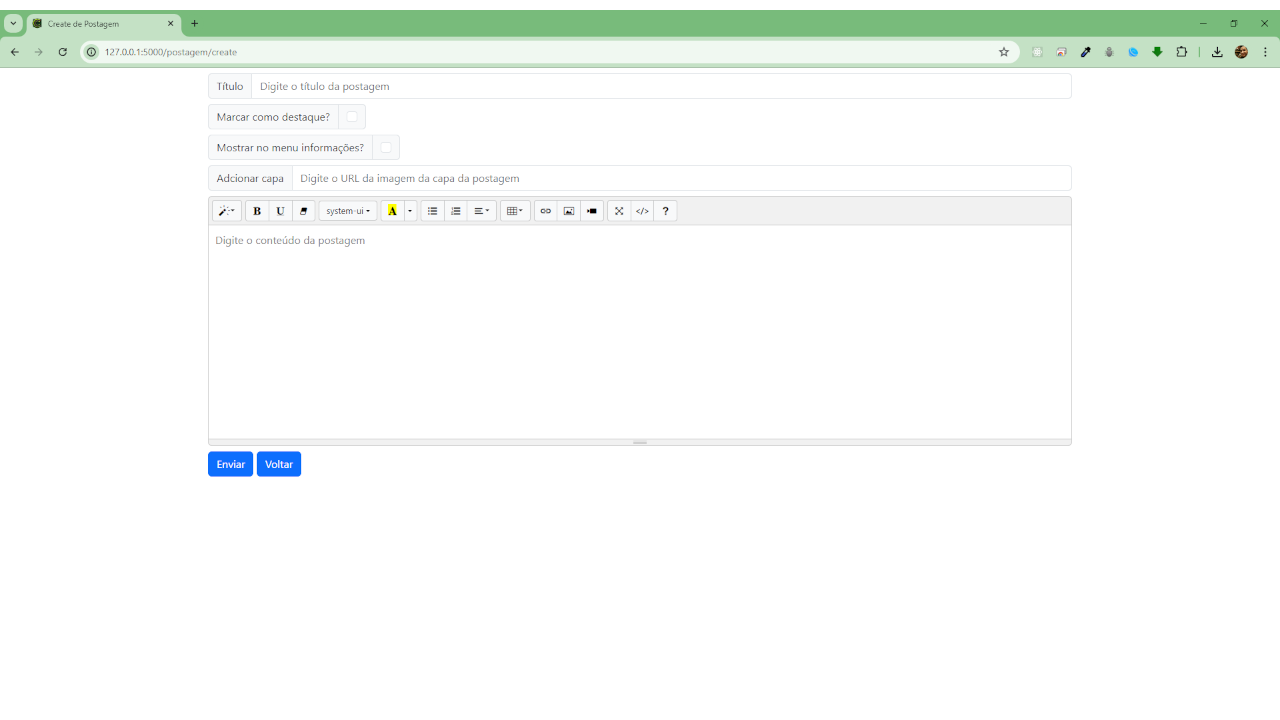 Create de Postagem
127.0.0.1:5000/postagem/create
Título Digite o título da postagem
Marcar como destaque?
Mostrar no menu informações?
Adcionar capa Digite o URL da imagem da capa da postagem
B U system-ui A </> ?
Digite o conteúdo da postagem
Enviar Voltar